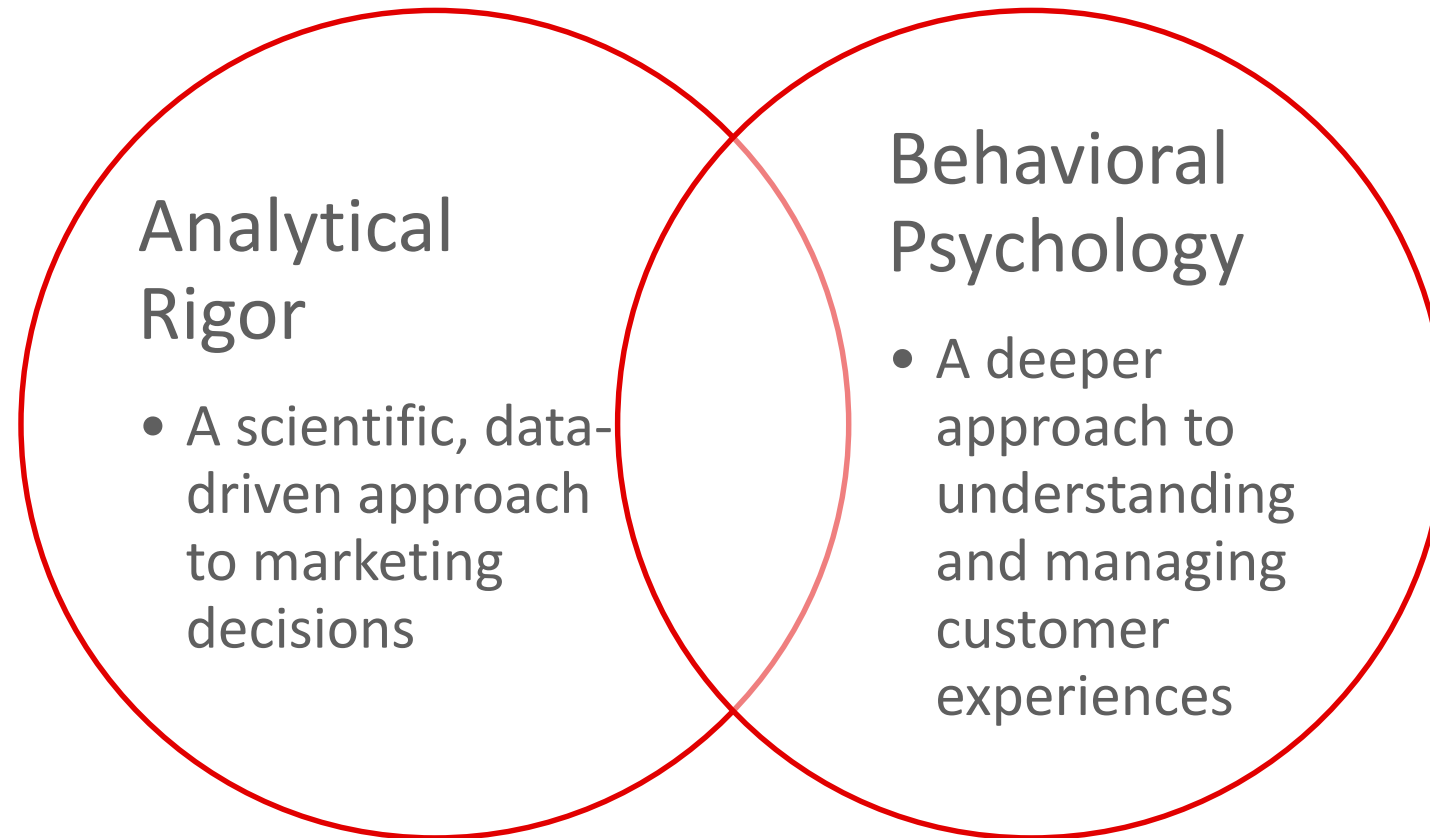 Analytical
Rigor
• A scientific, data-
driven approach
to marketing
decisions
Behavioral
Psychology
• A deeper
approach to
understanding
and managing
customer
experiences